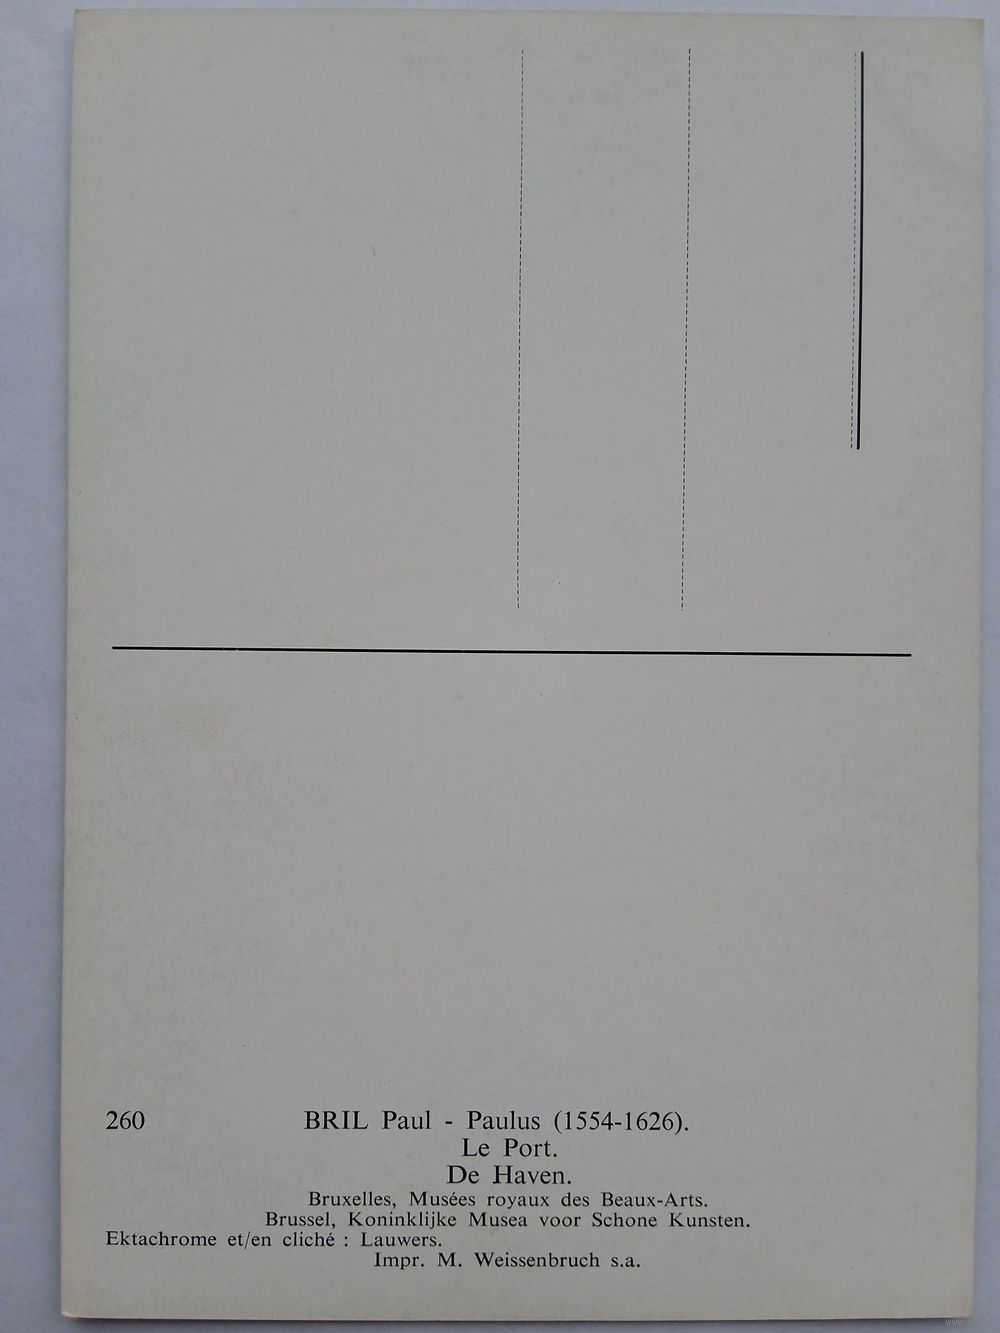 260 BRIL Paul - Paulus (1554-1626).
Le Port.
De Haven.
Bruxelles, Musées royaux des Beaux-Arts.
Brussel, Koninklijke Musea voor Schone Kunsten.
Ektachrome et/en cliché : Lauwers.
Impr. M. Weissenbruch s.a.